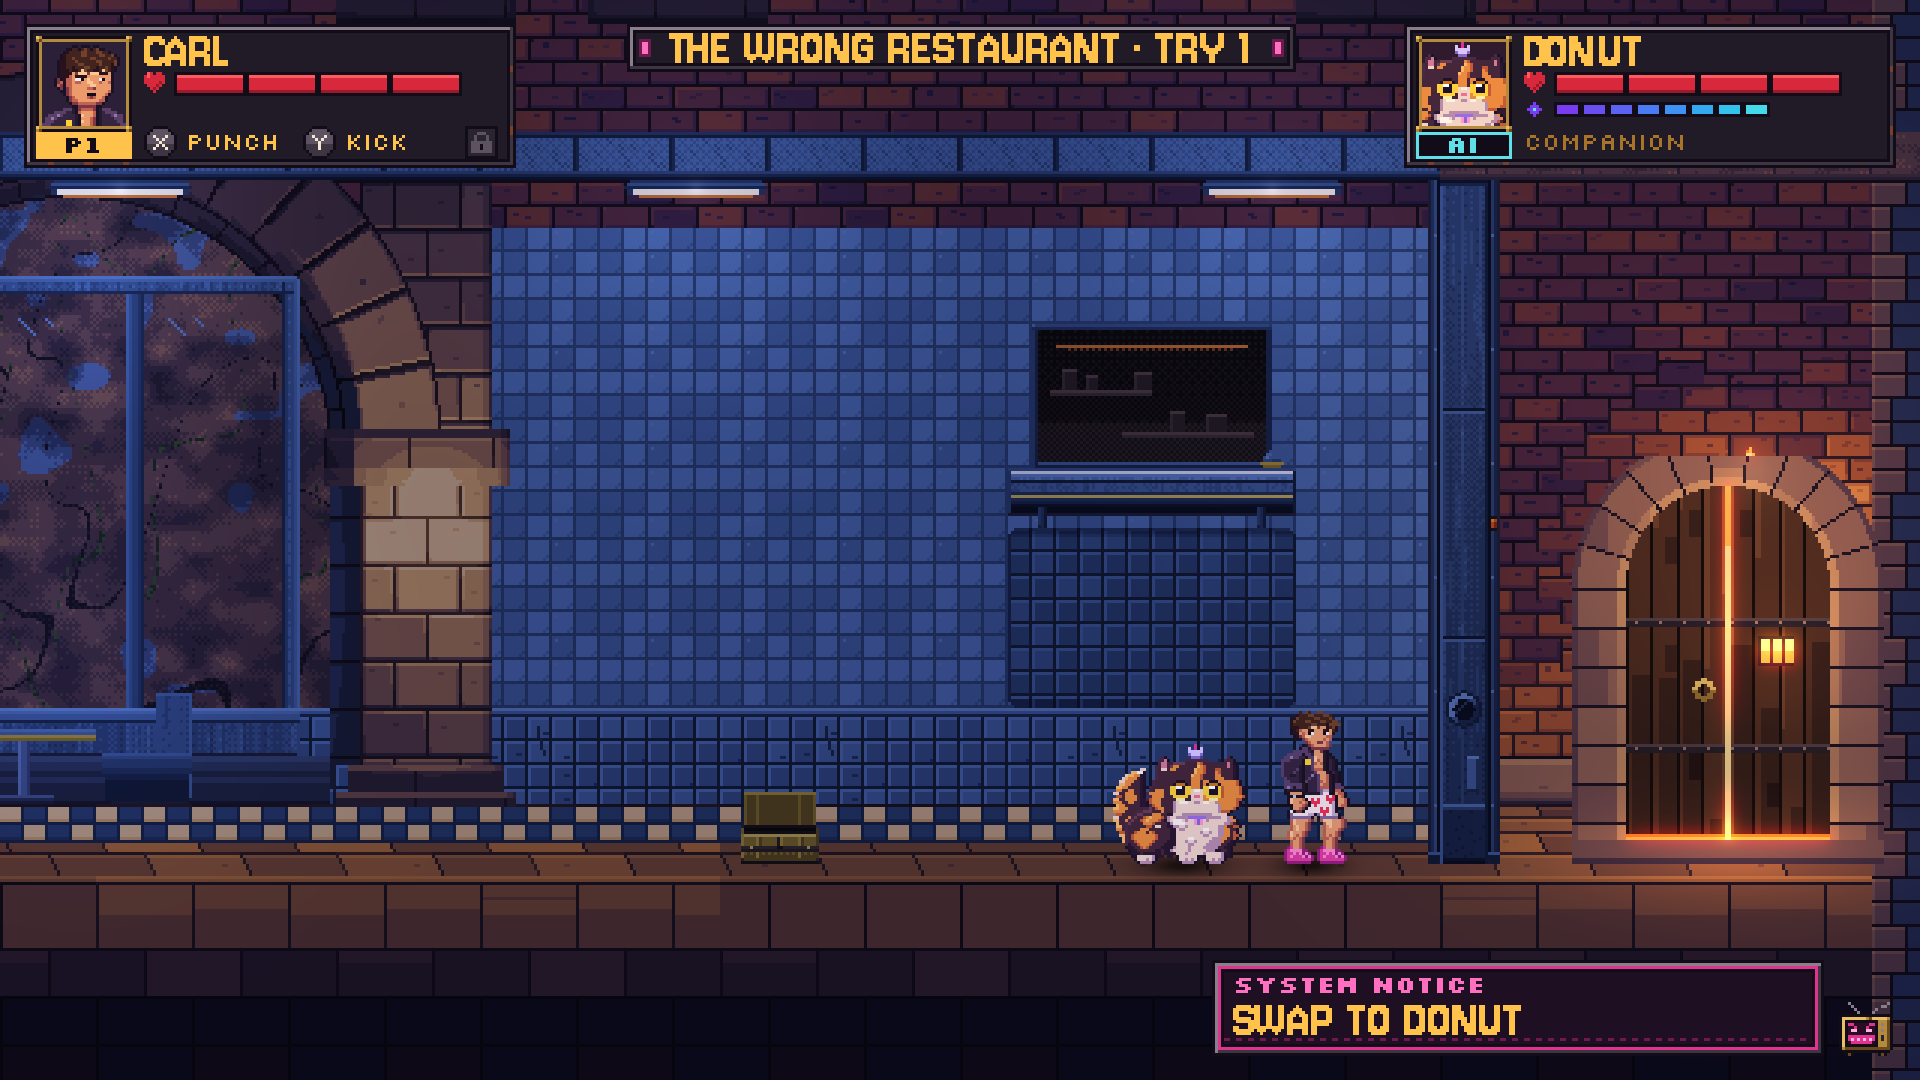 CARL
P1
X PUNCH Y KICK
THE WRONG RESTAURANT · TRY 1
DONUT
AI
COMPANION
SYSTEM NOTICE
SWAP TO DONUT